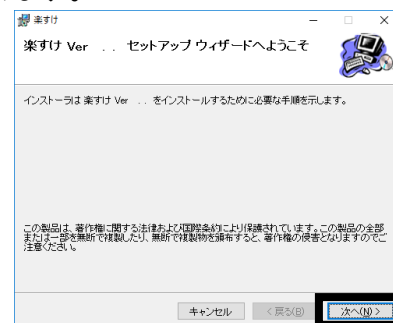 楽すけ
楽すけ Ver . . セットアップ ウィザードへようこそ
インストーラは 楽すけ Ver . . をインストールするために必要な手順を示します。
この製品は、著作権に関する法律および国際条約により保護されています。この製品の全部
または一部を無断で複製したり、無断で複製物を頒布すると、著作権の侵害となりますのでご
注意ください。
キャンセル < 戻る(B) 次へ(N) >